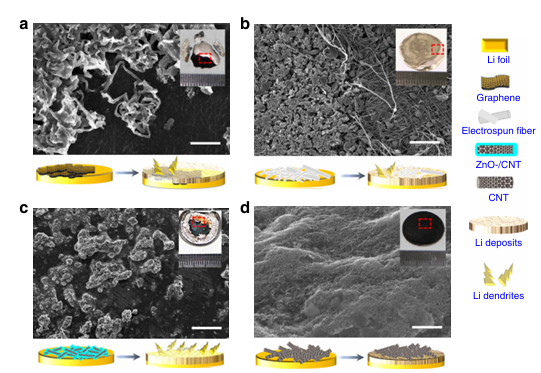 a
b
Li foil
Graphene
Electrospun fiber
ZnO-/CNT
CNT
c
d
Li deposits
Li dendrites